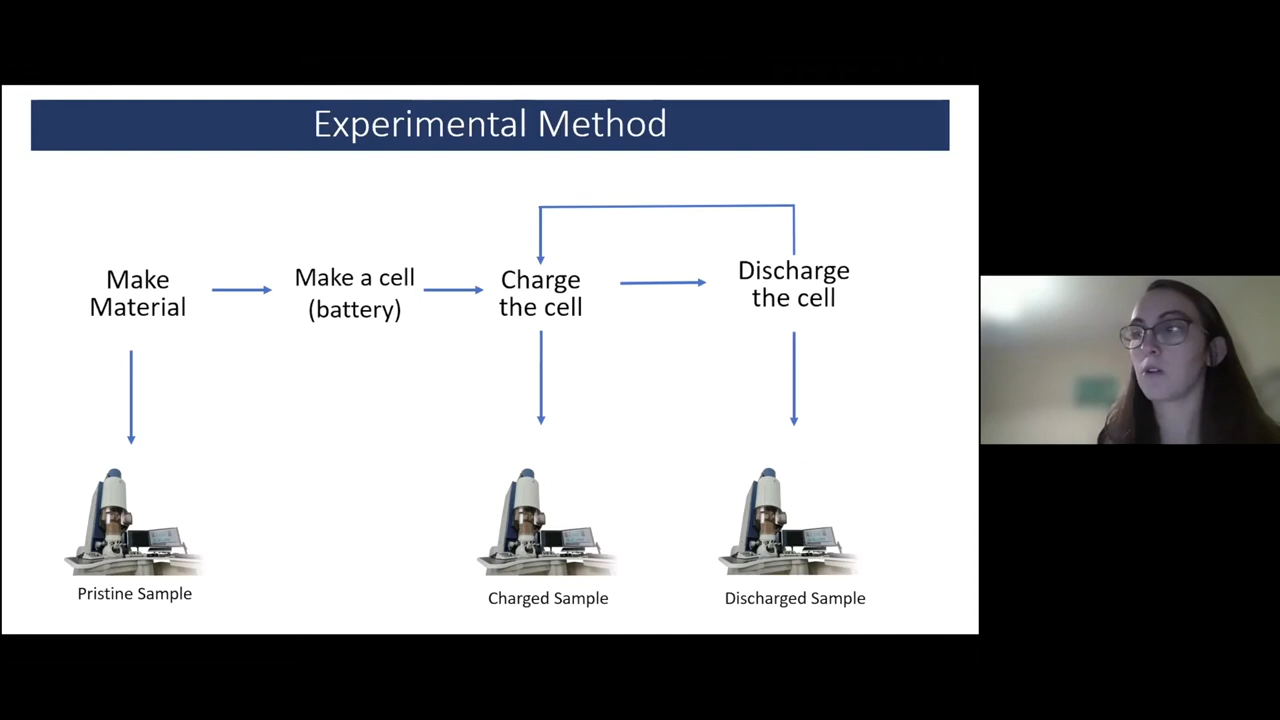 Experimental Method
Make
Material
Make a cell
(battery)
Charge
the cell
Discharge
the cell
Pristine Sample
Charged Sample
Discharged Sample